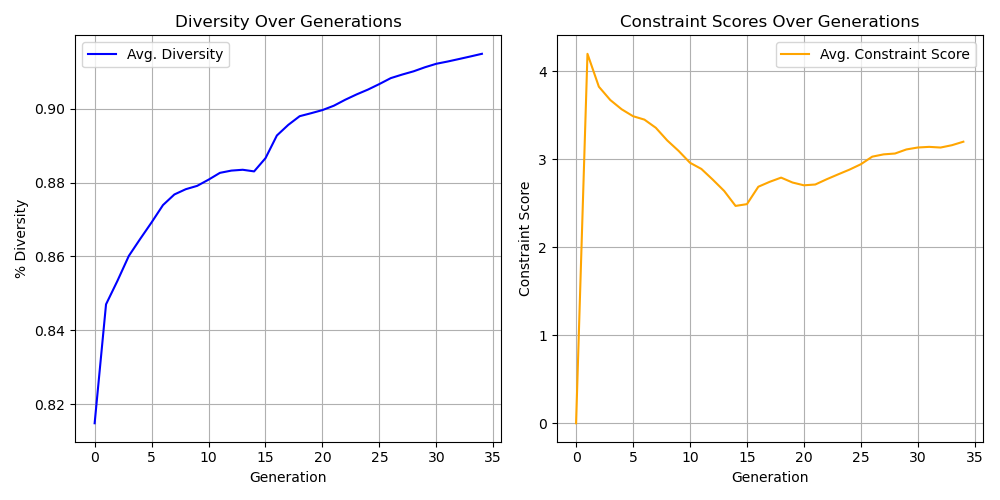 Diversity Over Generations
Avg. Diversity
% Diversity
0.90
0.88
0.86
0.84
0.82
0 5 10 15 20 25 30 35
Generation
Constraint Scores Over Generations
Avg. Constraint Score
Constraint Score
4
3
2
1
0
0 5 10 15 20 25 30 35
Generation